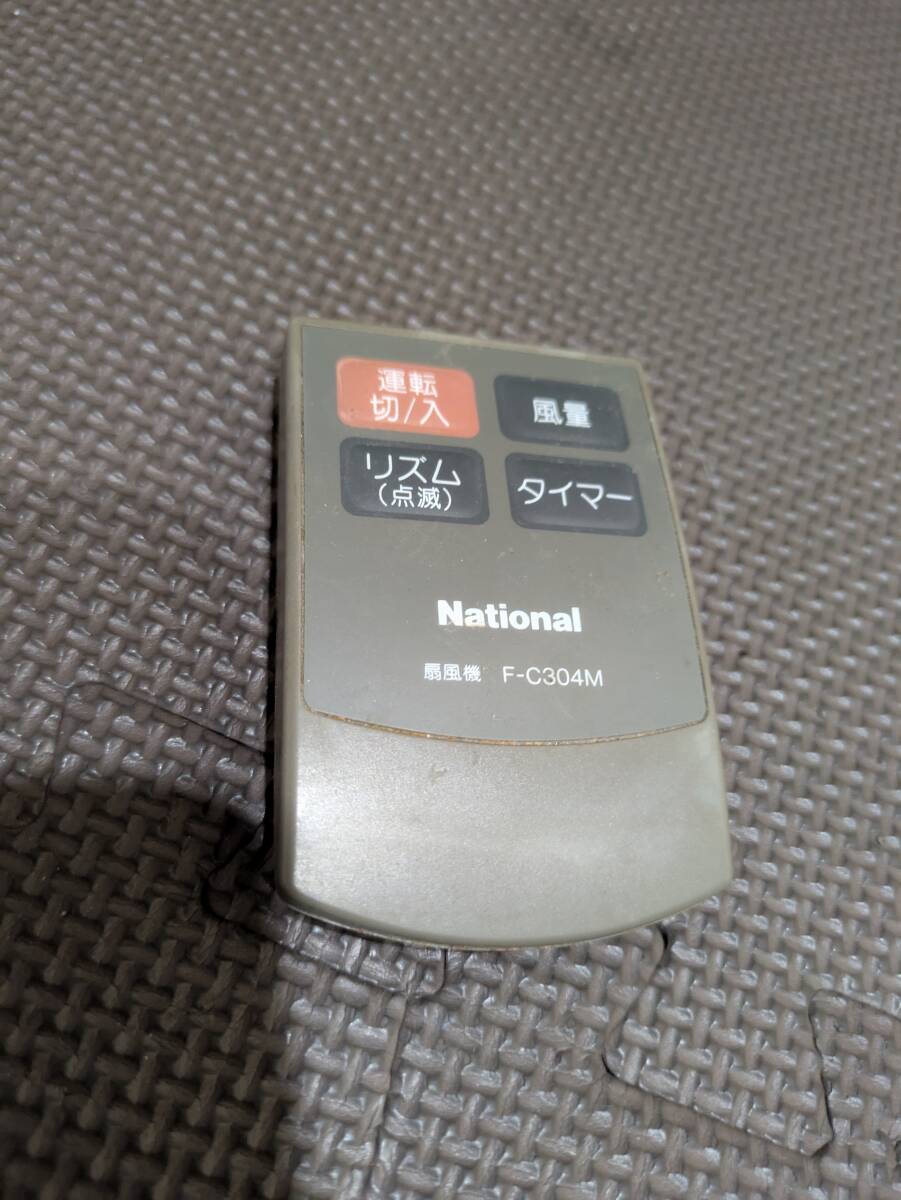 運転
切/入
風量
リズム
(点滅)
タイマー
National
扇風機 F-C304M